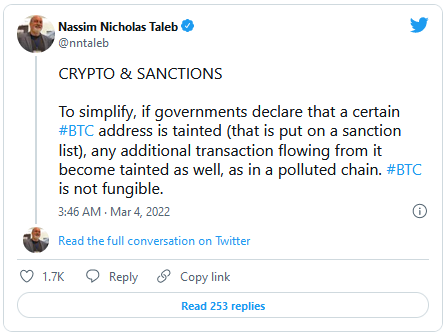 Nassim Nicholas Taleb
@nntaleb
CRYPTO & SANCTIONS
To simplify, if governments declare that a certain
#BTC address is tainted (that is put on a sanction
list), any additional transaction flowing from it
become tainted as well, as in a polluted chain. #BTC
is not fungible.
3:46 AM · Mar 4, 2022
Read the full conversation on Twitter
1.7K Reply Copy link
Read 253 replies